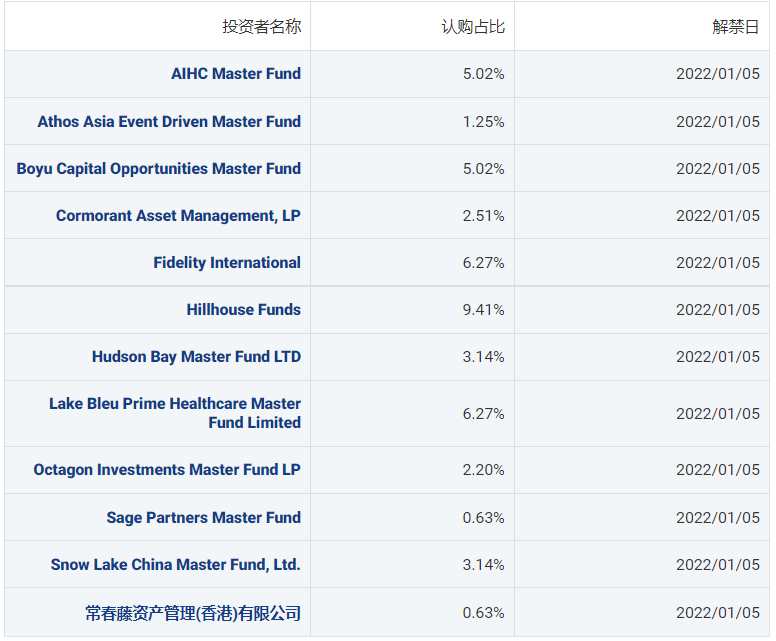 投资者名称 认购占比 解禁日
AIHC Master Fund 5.02% 2022/01/05
Athos Asia Event Driven Master Fund 1.25% 2022/01/05
Boyu Capital Opportunities Master Fund 5.02% 2022/01/05
Cormorant Asset Management, LP 2.51% 2022/01/05
Fidelity International 6.27% 2022/01/05
Hillhouse Funds 9.41% 2022/01/05
Hudson Bay Master Fund LTD 3.14% 2022/01/05
Lake Bleu Prime Healthcare Master
Fund Limited 6.27% 2022/01/05
Octagon Investments Master Fund LP 2.20% 2022/01/05
Sage Partners Master Fund 0.63% 2022/01/05
Snow Lake China Master Fund, Ltd. 3.14% 2022/01/05
常春藤资产管理(香港)有限公司 0.63% 2022/01/05